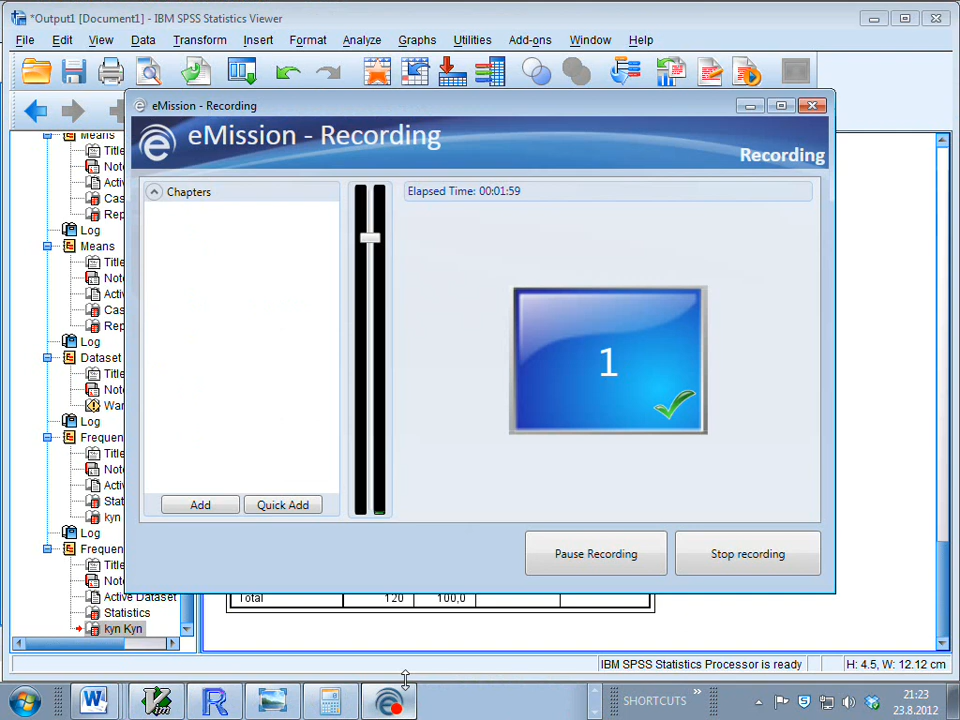 *Output1 [Document1] - IBM SPSS Statistics Viewer
File Edit View Data Transform Insert Format Analyze Graphs Utilities Add-ons Window Help
eMission - Recording
eMission - Recording
Recording
Means
Title
Log
Means
Title
Log
Dataset
Title
Log
Frequen
Title
kyn
Log
Frequen
Title
Active Dataset
Statistics
kyn Kyn
Chapters
Elapsed Time: 00:01:59
1
Add Quick Add
Pause Recording Stop recording
Total 120 100,0
IBM SPSS Statistics Processor is ready H: 4.5, W: 12.12 cm
SHORTCUTS
21:23
23.8.2012